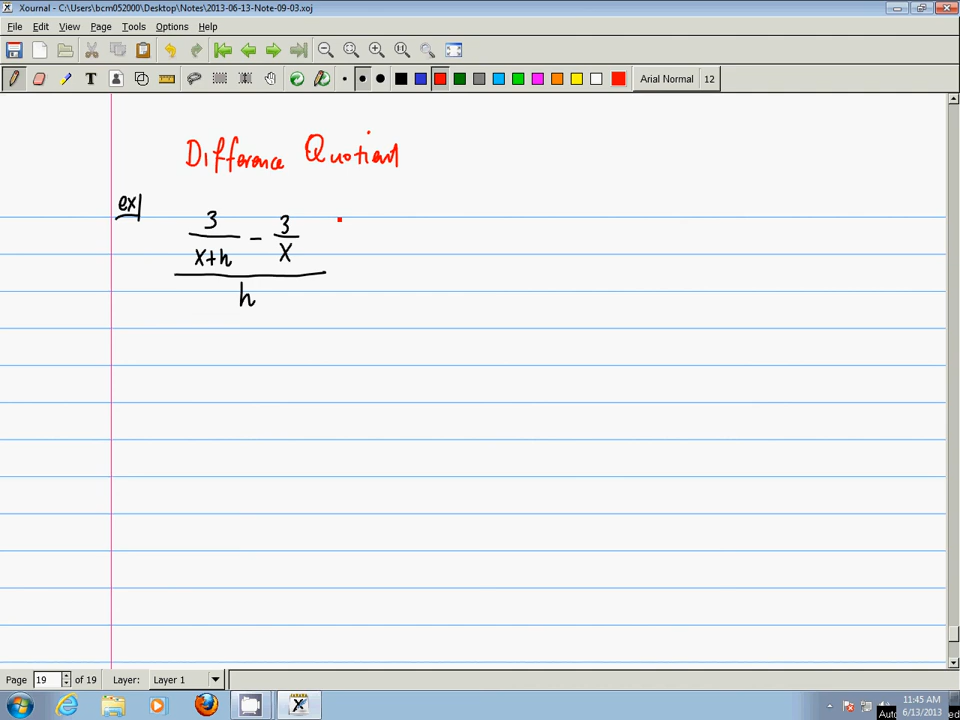 Xournal - C:\Users\bcm052000\Desktop\Notes\2013-06-13-Note-09-03.xoj
File Edit View Page Tools Options Help
T Arial Normal 12
Difference Quotient
ex
3 3
x+h - x
h
Page 19 of 19 Layer: Layer 1
11:45 AM
6/13/2013